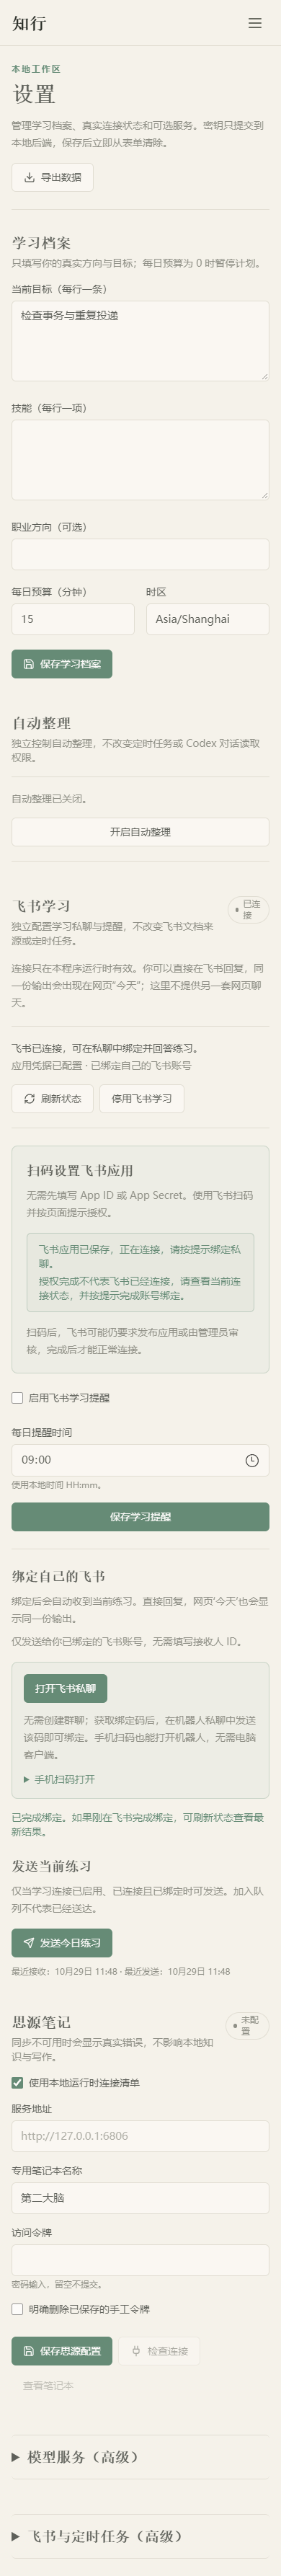 知行
本地工作区
设置
管理学习档案、真实连接状态和可选服务。密钥只提交到
本地后端，保存后立即从表单清除。
导出数据
学习档案
只填写你的真实方向与目标；每日预算为 0 时暂停计划。
当前目标（每行一条）
检查事务与重复投递
技能（每行一项）
职业方向（可选）
每日预算（分钟）
时区
15
Asia/Shanghai
保存学习档案
自动整理
独立控制自动整理，不改变定时任务或 Codex 对话读取
权限。
自动整理已关闭。
开启自动整理
飞书学习
已连
接
独立配置学习私聊与提醒，不改变飞书文档来
源或定时任务。
连接只在本程序运行时有效。你可以直接在飞书回复，同
一份输出会出现在网页“今天”；这里不提供另一套网页聊
天。
飞书已连接，可在私聊中绑定并回答练习。
应用凭据已配置 · 已绑定自己的飞书账号
刷新状态
停用飞书学习
扫码设置飞书应用
无需先填写 App ID 或 App Secret。使用飞书扫码
并按页面提示授权。
飞书应用已保存，正在连接，请按提示绑定私
聊。
授权完成不代表飞书已经连接，请查看当前连
接状态，并按提示完成账号绑定。
扫码后，飞书可能仍要求发布应用或由管理员审
核，完成后才能正常连接。
启用飞书学习提醒
每日提醒时间
09:00
使用本地时间 HH:mm。
保存学习提醒
绑定自己的飞书
绑定后会自动收到当前练习。直接回复，网页‘今天’也会显
示同一份输出。
仅发送给你已绑定的飞书账号，无需填写接收人 ID。
打开飞书私聊
无需创建群聊；获取绑定码后，在机器人私聊中发送
该码即可绑定。手机扫码也能打开机器人，无需电脑
客户端。
手机扫码打开
已完成绑定。如果刚在飞书完成绑定，可刷新状态查看最
新结果。
发送当前练习
仅当学习连接已启用、已连接且已绑定时可发送。加入队
列不代表已经送达。
发送今日练习
最近接收：10月29日 11:48 · 最近发送：10月29日 11:48
思源笔记
未配
置
同步不可用时会显示真实错误，不影响本地知
识与写作。
使用本地运行时连接清单
服务地址
http://127.0.0.1:6806
专用笔记本名称
第二大脑
访问令牌
密码输入，留空不提交。
明确删除已保存的手工令牌
保存思源配置
检查连接
查看笔记本
模型服务（高级）
飞书与定时任务（高级）